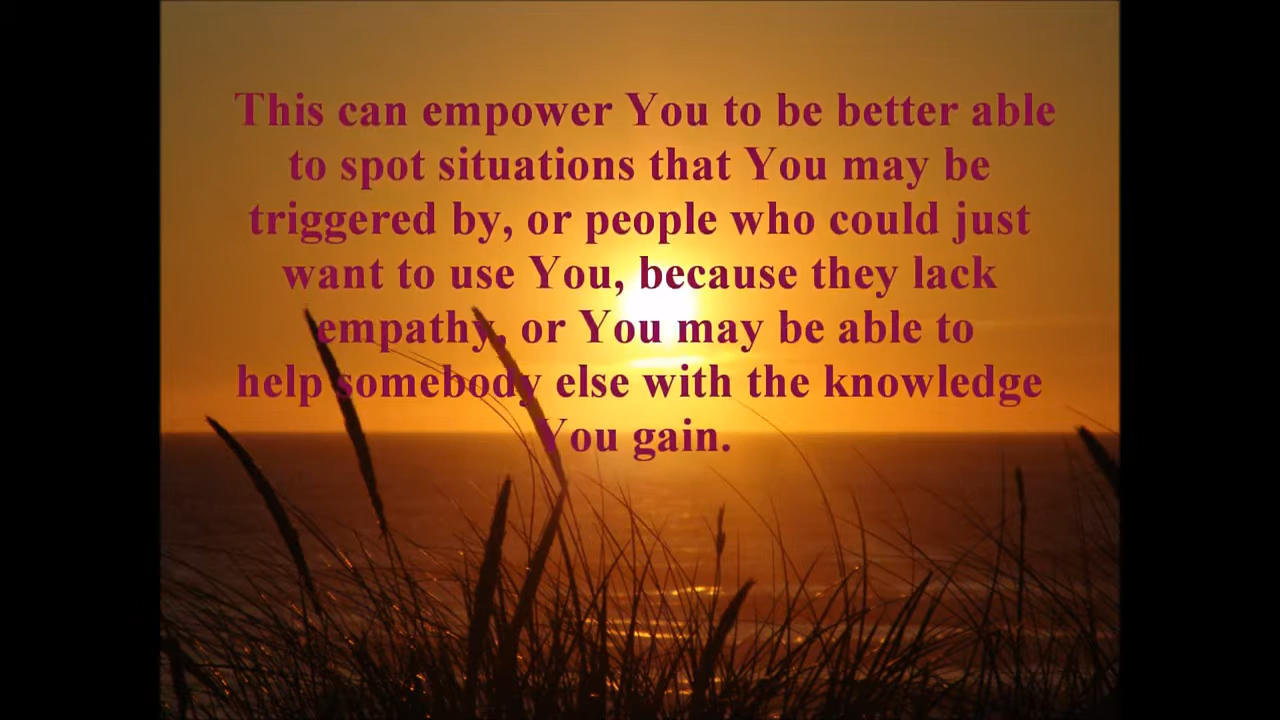 This can empower You to be better able
to spot situations that You may be
triggered by, or people who could just
want to use You, because they lack
empathy, or You may be able to
help somebody else with the knowledge
You gain.